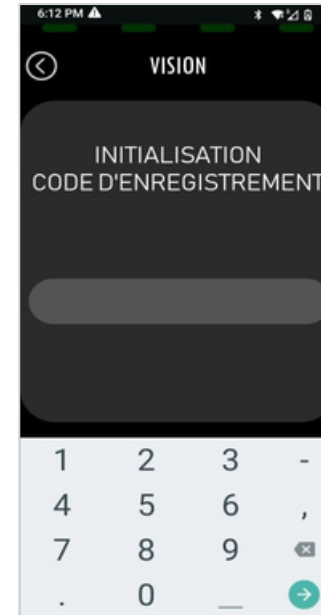 6:12 PM
VISION
INITIALISATION
CODE D'ENREGISTREMENT
1 2 3 -
4 5 6 ,
7 8 9
. 0 _